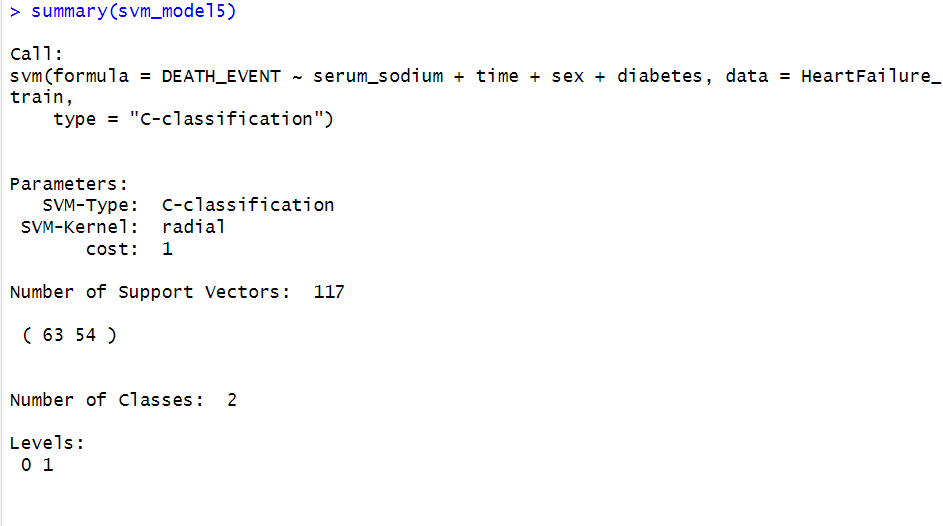 > summary(svm_model5)
Call:
svm(formula = DEATH_EVENT ~ serum_sodium + time + sex + diabetes, data = HeartFailure_
train,
    type = "C-classification")
Parameters:
   SVM-Type:  C-classification
 SVM-Kernel:  radial
       cost:  1
Number of Support Vectors:  117
 ( 63 54 )
Number of Classes:  2
Levels:
 0 1